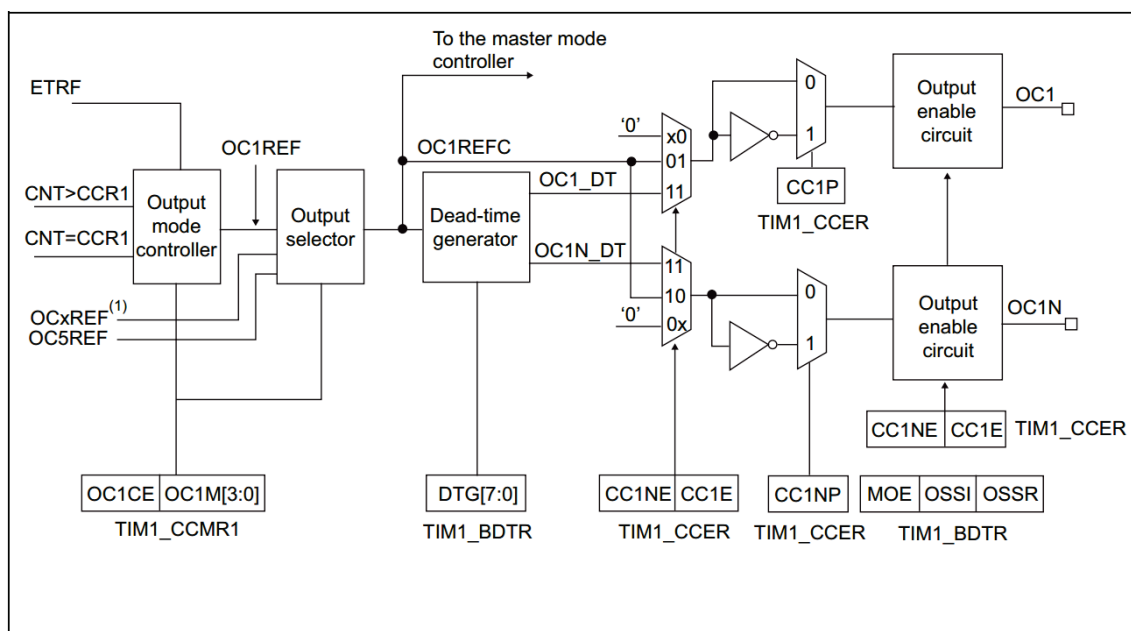 To the master mode
controller
ETRF
OC1REF
CNT>CCR1
CNT=CCR1
Output
mode
controller
Output
selector
OCxREF(1)
OC5REF
OC1REFC
Dead-time
generator
OC1_DT
OC1N_DT
'0'
x0
01
11
11
10
'0'
0x
0
1
CC1P
TIM1_CCER
0
1
Output
enable
circuit
OC1
Output
enable
circuit
OC1N
CC1NE CC1E TIM1_CCER
OC1CE OC1M[3:0]
TIM1_CCMR1
DTG[7:0]
TIM1_BDTR
CC1NE CC1E
TIM1_CCER
CC1NP
TIM1_CCER
MOE OSSI OSSR
TIM1_BDTR